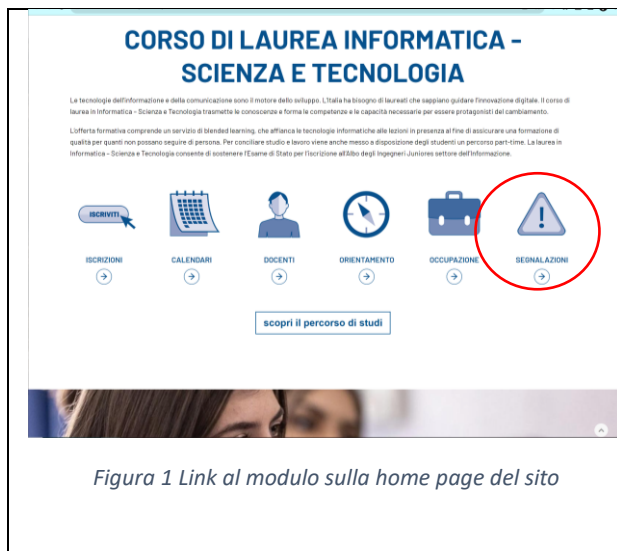 CORSO DI LAUREA INFORMATICA –
SCIENZA E TECNOLOGIA
Le tecnologie dell'informazione e della comunicazione sono il motore dello sviluppo. L'Italia ha bisogno di laureati che sappiano guidare l'innovazione digitale. Il corso di
laurea in Informatica – Scienza e Tecnologia trasmette le conoscenze e forma le competenze e le capacità necessarie per essere protagonisti del cambiamento.
L'offerta formativa comprende un servizio di blended learning, che affianca le tecnologie informatiche alle lezioni in presenza al fine di assicurare una formazione di
qualità per quanti non possano seguire di persona. Per conciliare studio e lavoro viene anche messo a disposizione degli studenti un percorso part-time. La laurea in
Informatica – Scienza e Tecnologia consente di sostenere l'Esame di Stato per l'iscrizione all'Albo degli Ingegneri Juniores settore dell'Informazione.
ISCRIVITI
ISCRIZIONI CALENDARI DOCENTI ORIENTAMENTO OCCUPAZIONE SEGNALAZIONI
scopri il percorso di studi
Figura 1 Link al modulo sulla home page del sito